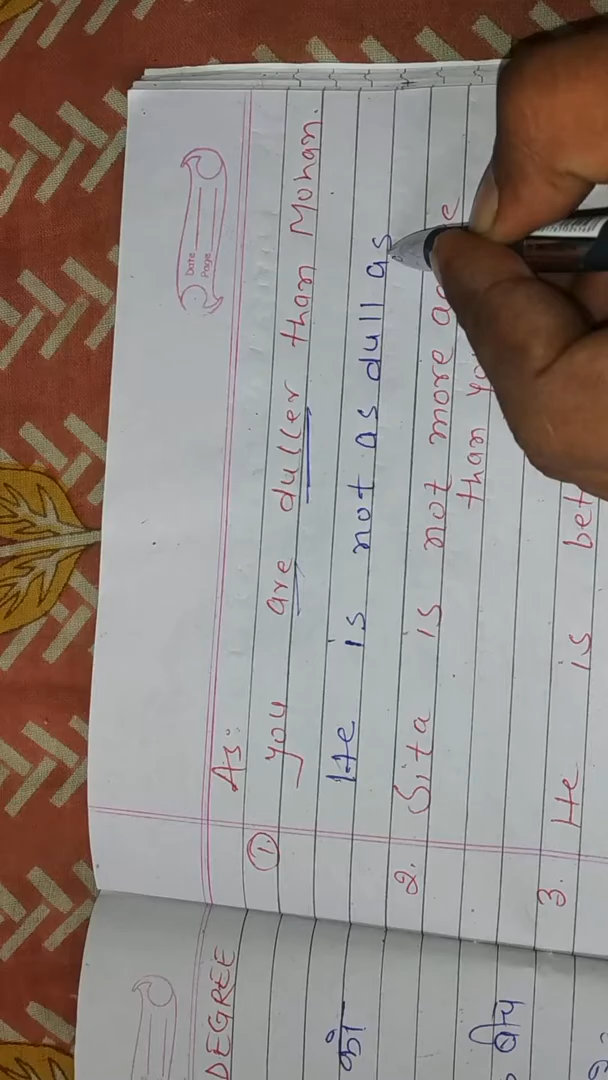 Date
Page
As:
① you are duller than Mohan.
He is not as dull as
2. Sita is not more
than
3. He is
DEGREE
को